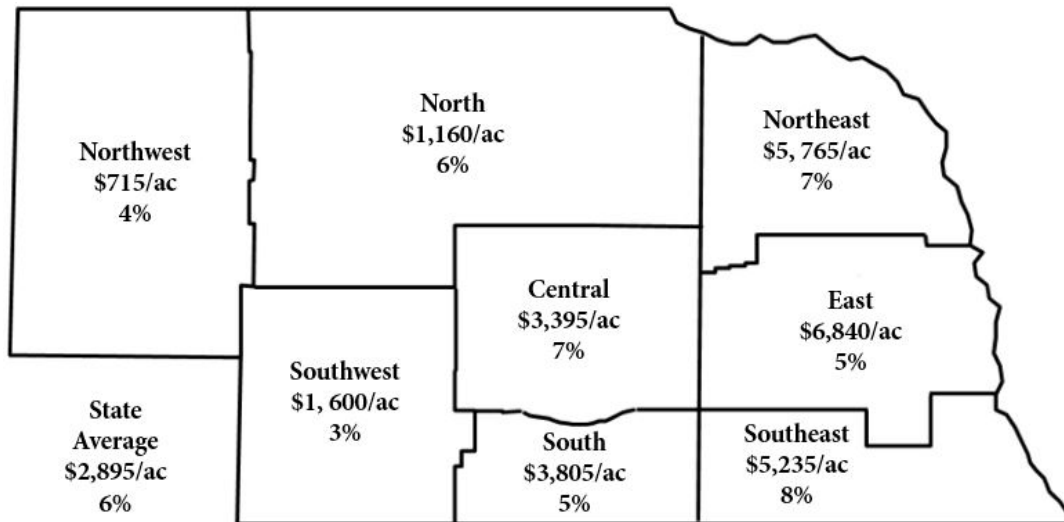 North
$1,160/ac
6%
Northeast
$5, 765/ac
7%
Northwest
$715/ac
4%
Central
$3,395/ac
7%
East
$6,840/ac
5%
Southwest
$1, 600/ac
3%
State
Average
$2,895/ac
6%
South
$3,805/ac
5%
Southeast
$5,235/ac
8%